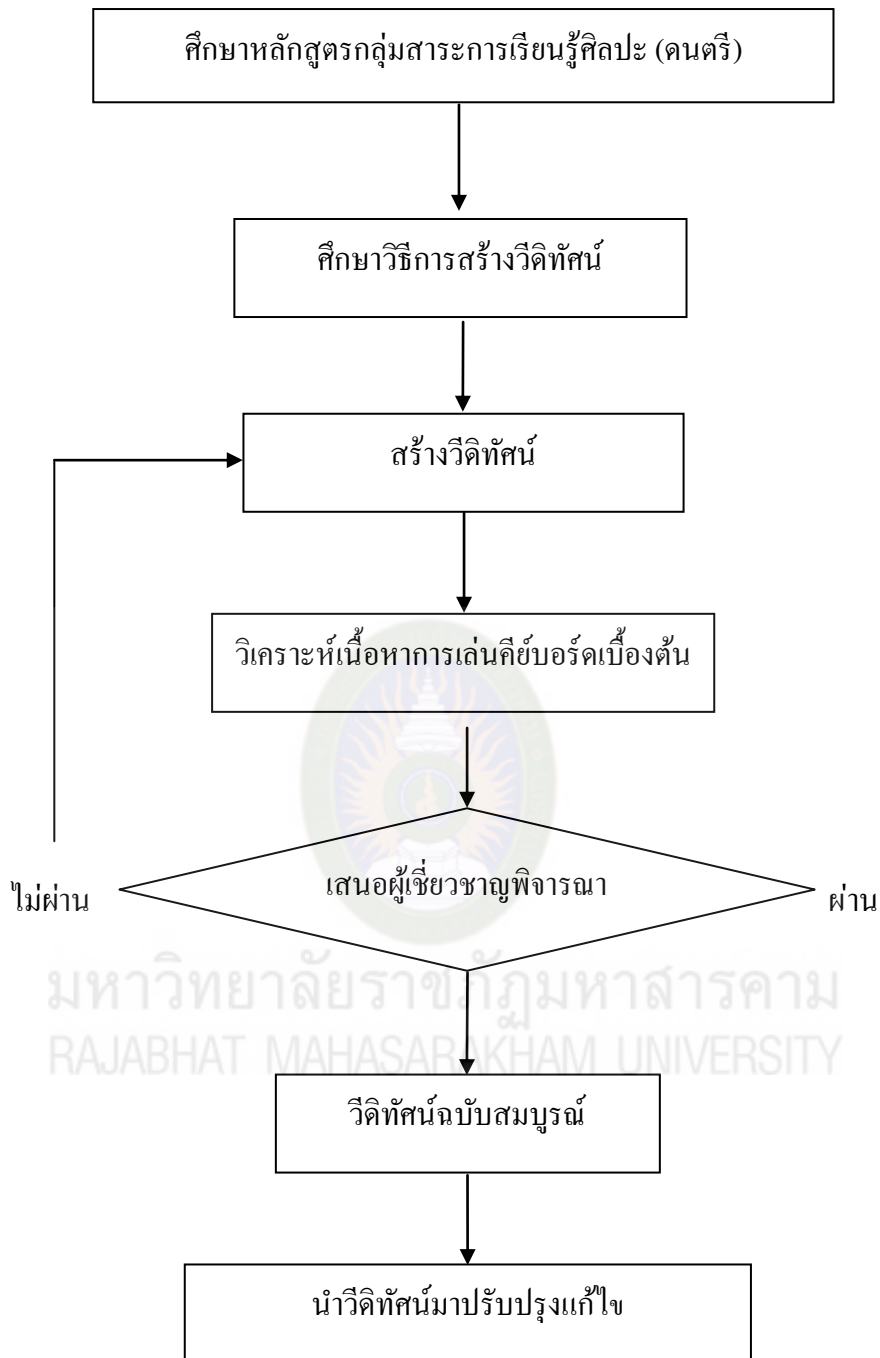 ศึกษาหลักสูตรกลุ่มสาระการเรียนรู้ศิลปะ (ดนตรี)
ศึกษาวิธีการสร้างวีดิทัศน์
สร้างวีดิทัศน์
วิเคราะห์เนื้อหาการเล่นคีย์บอร์ดเบื้องต้น
เสนอผู้เชี่ยวชาญพิจารณา
ไม่ผ่าน
ผ่าน
มหาวิทยาลัยราชภัฏมหาสารคาม
RAJABHAT MAHASARAKHAM UNIVERSITY
วีดิทัศน์ฉบับสมบูรณ์
นำวีดิทัศน์มาปรับปรุงแก้ไข